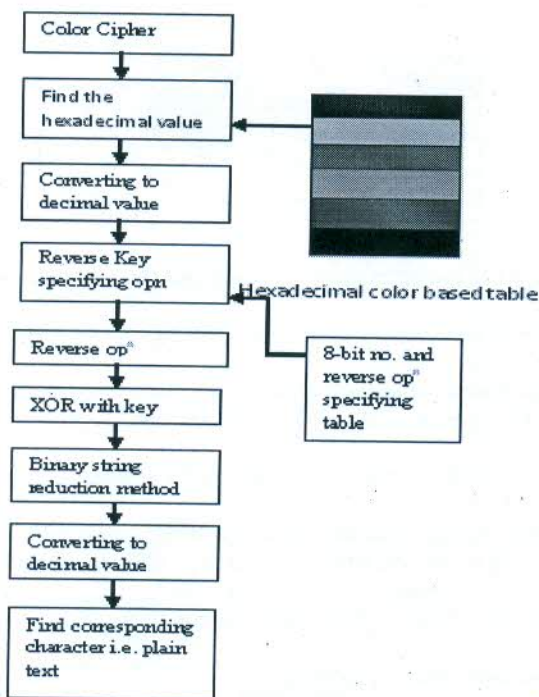 Color Cipher
Find the
hexadecimal value
Converting to
decimal value
Reverse Key
specifying opn
Hexadecimal color based table
Reverse opⁿ
8-bit no. and
reverse opⁿ
specifying
table
XOR with key
Binary string
reduction method
Converting to
decimal value
Find corresponding
character i.e. plain
text